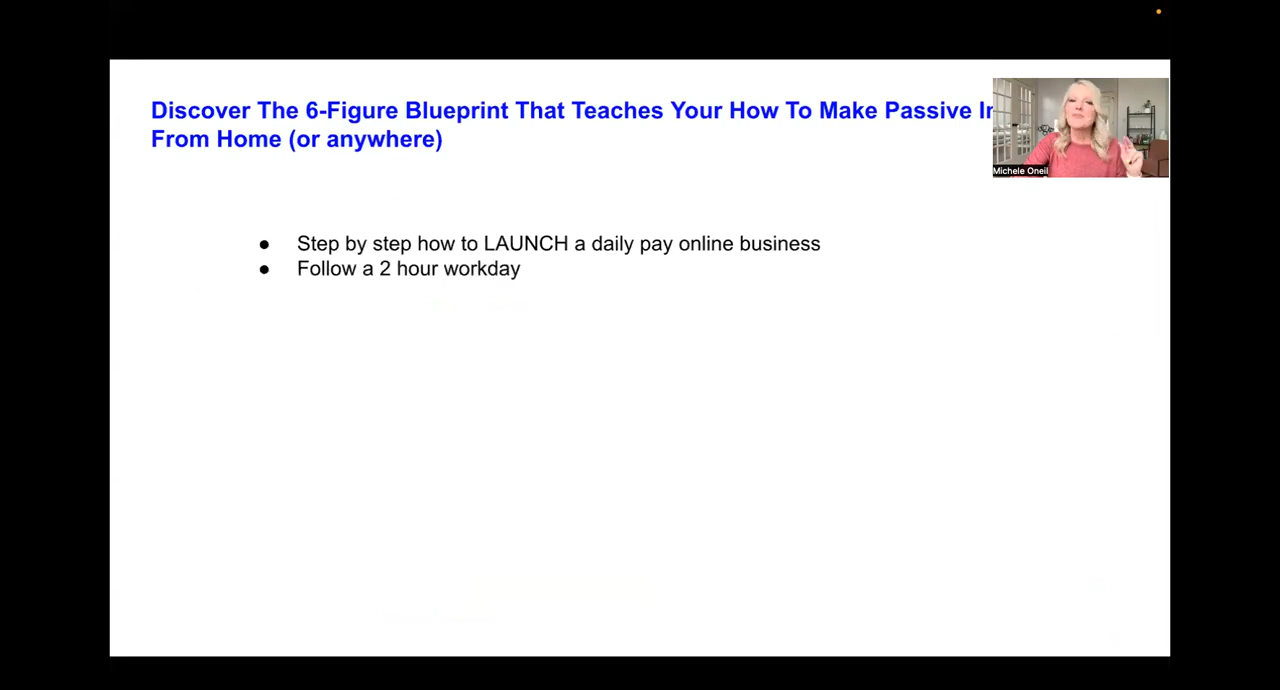 Discover The 6-Figure Blueprint That Teaches Your How To Make Passive In
From Home (or anywhere)
Michele Oneil
● Step by step how to LAUNCH a daily pay online business
● Follow a 2 hour workday